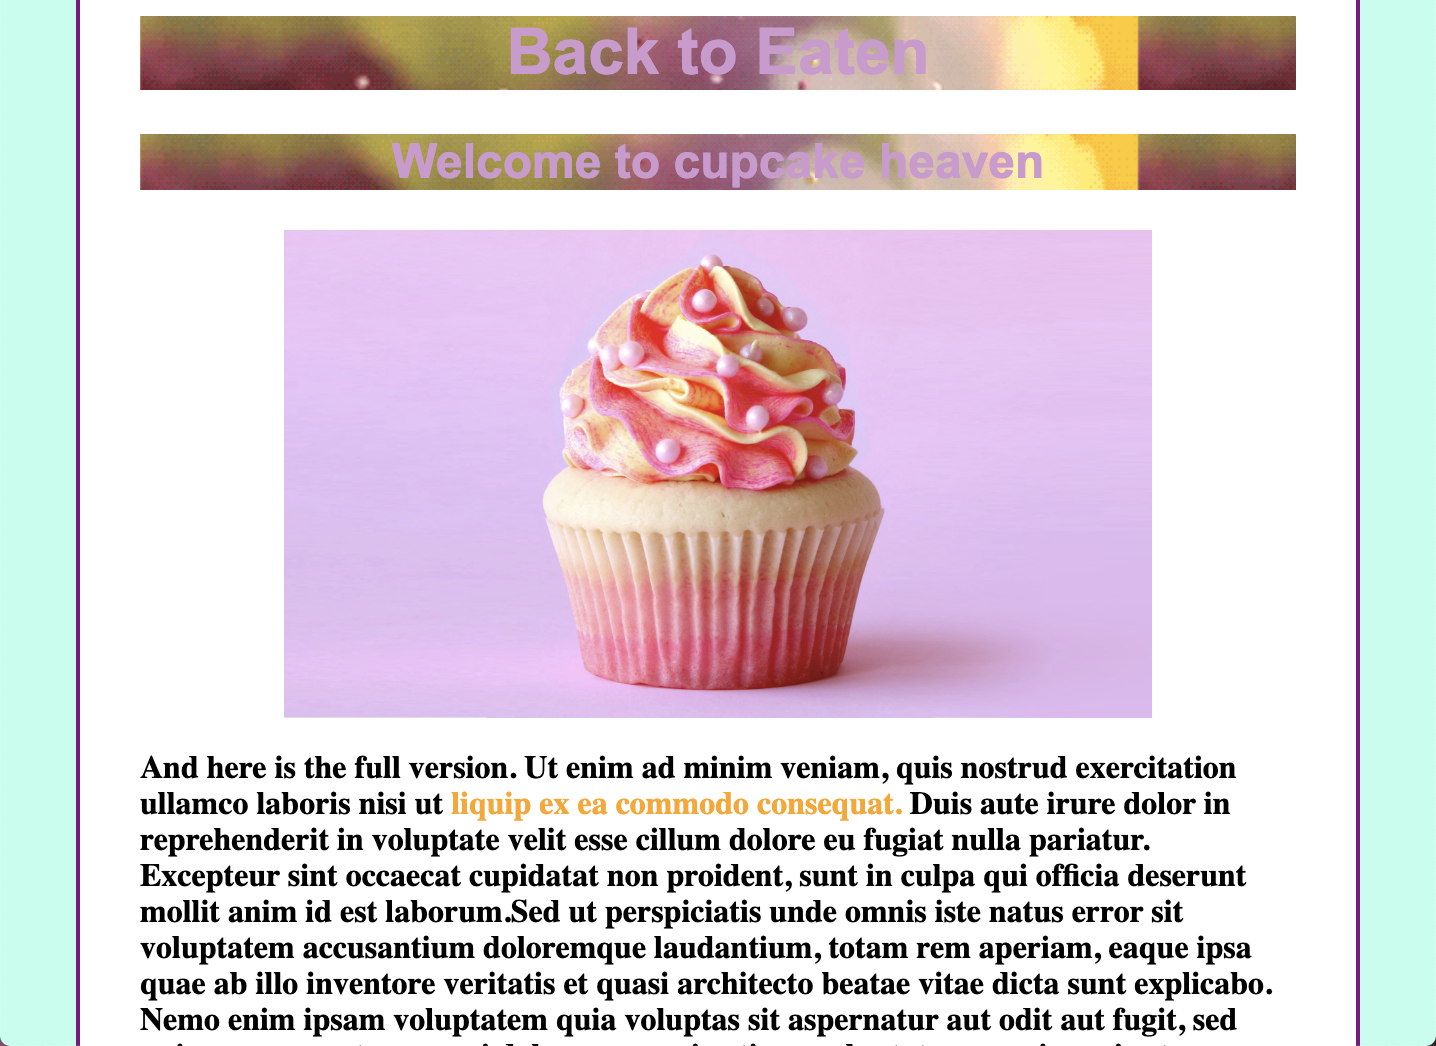 Back to Eaten
Welcome to cupcake heaven
And here is the full version. Ut enim ad minim veniam, quis nostrud exercitation
ullamco laboris nisi ut liquip ex ea commodo consequat. Duis aute irure dolor in
reprehenderit in voluptate velit esse cillum dolore eu fugiat nulla pariatur.
Excepteur sint occaecat cupidatat non proident, sunt in culpa qui officia deserunt
mollit anim id est laborum.Sed ut perspiciatis unde omnis iste natus error sit
voluptatem accusantium doloremque laudantium, totam rem aperiam, eaque ipsa
quae ab illo inventore veritatis et quasi architecto beatae vitae dicta sunt explicabo.
Nemo enim ipsam voluptatem quia voluptas sit aspernatur aut odit aut fugit, sed